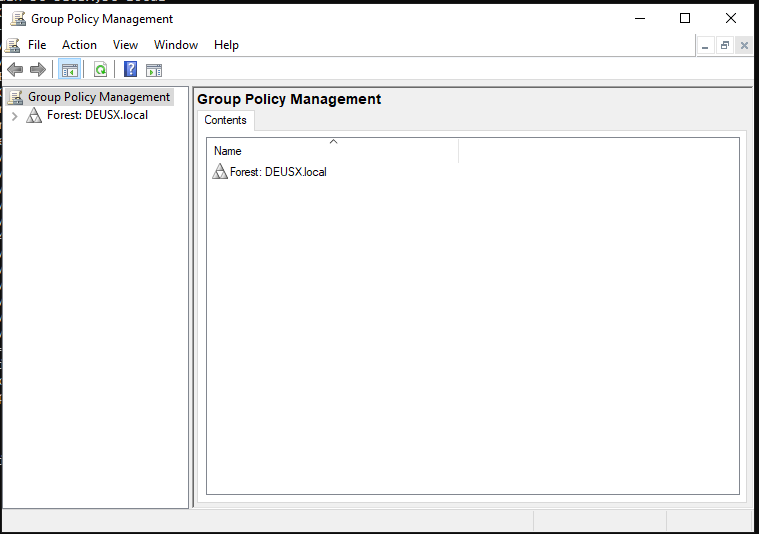 Group Policy Management
File Action View Window Help
Group Policy Management
Forest: DEUSX.local
Group Policy Management
Contents
Name
Forest: DEUSX.local